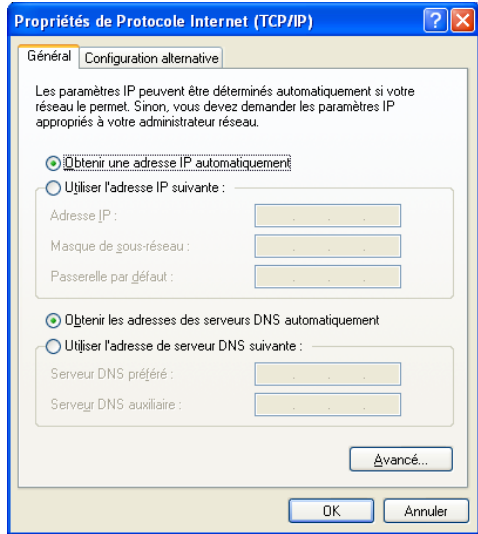 Propriétés de Protocole Internet (TCP/IP)
Général
Configuration alternative
Les paramètres IP peuvent être déterminés automatiquement si votre
réseau le permet. Sinon, vous devez demander les paramètres IP
appropriés à votre administrateur réseau.
Obtenir une adresse IP automatiquement
Utiliser l'adresse IP suivante :
Adresse IP :
Masque de sous-réseau :
Passerelle par défaut :
Obtenir les adresses des serveurs DNS automatiquement
Utiliser l'adresse de serveur DNS suivante :
Serveur DNS préféré :
Serveur DNS auxiliaire :
Avancé...
OK
Annuler